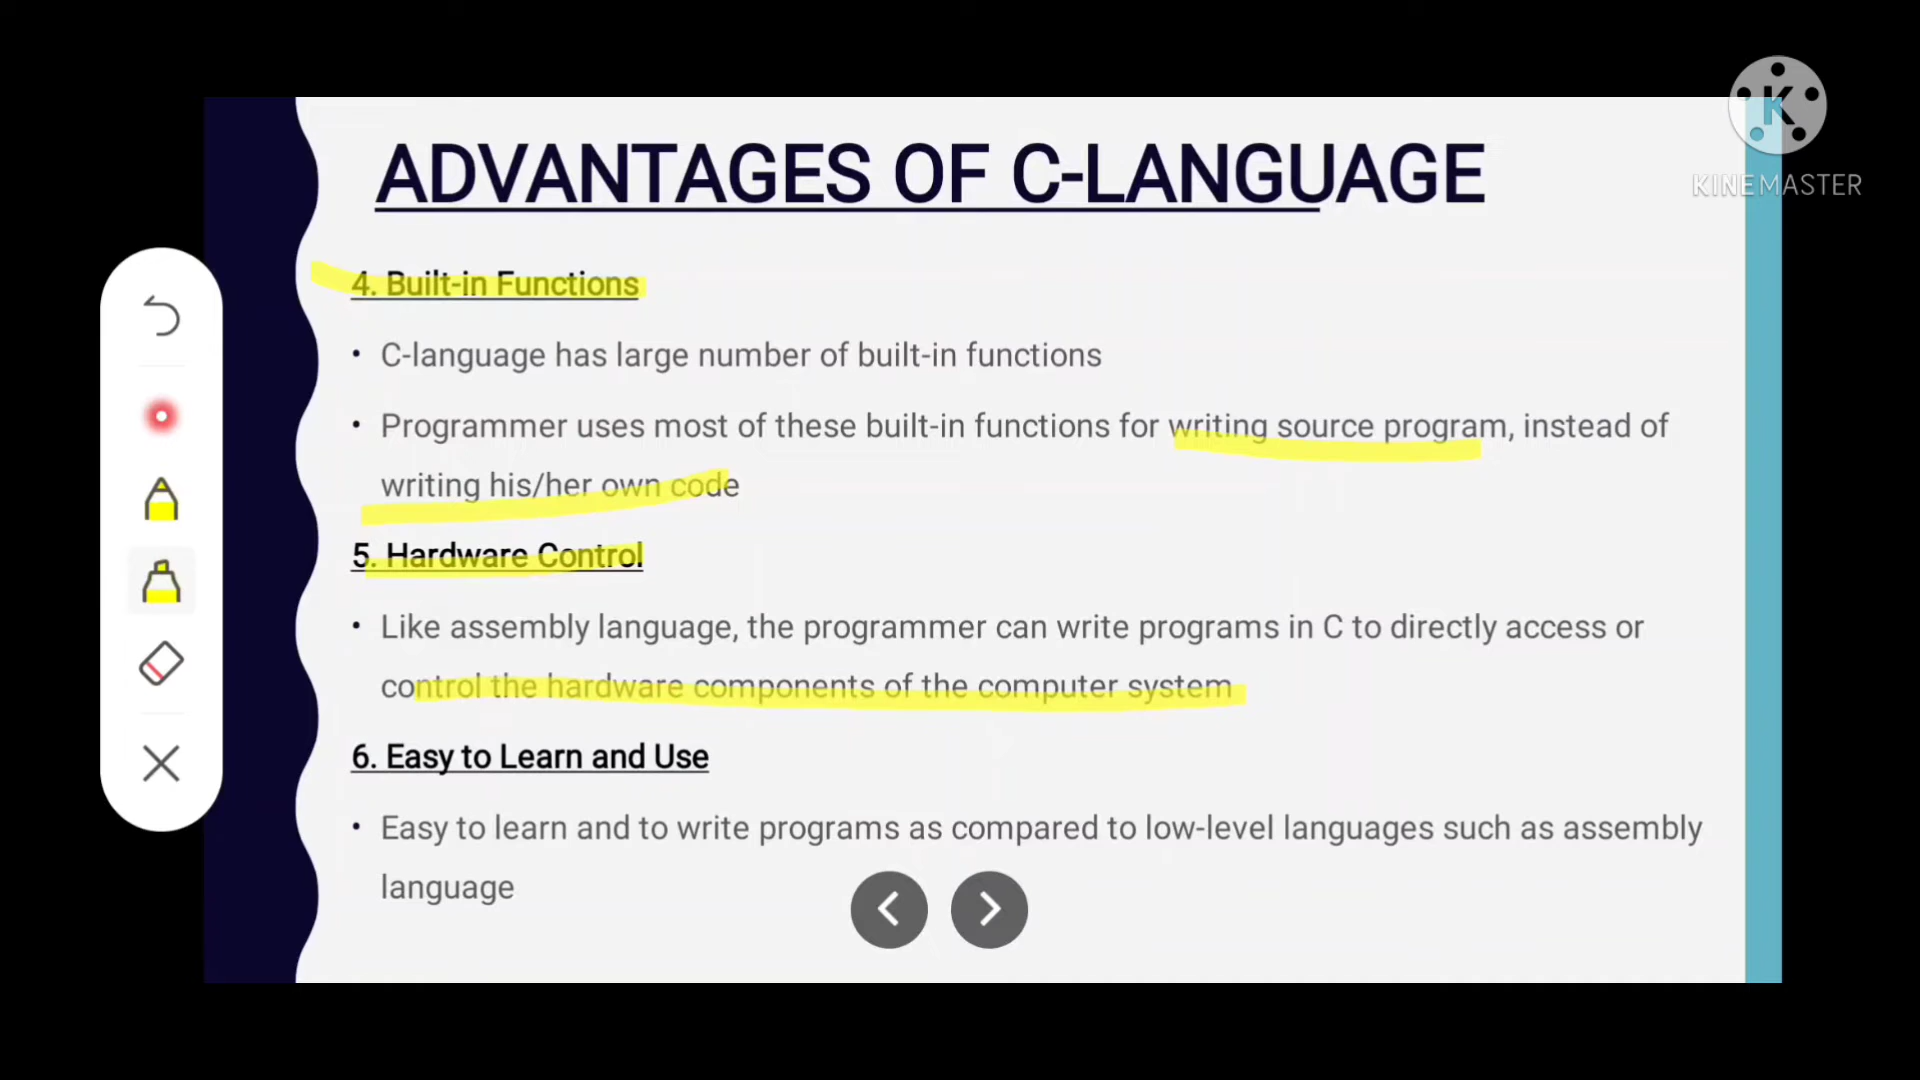 ADVANTAGES OF C-LANGUAGE
K
KINEMASTER
4. Built-in Functions
• C-language has large number of built-in functions
• Programmer uses most of these built-in functions for writing source program, instead of
writing his/her own code
5. Hardware Control
• Like assembly language, the programmer can write programs in C to directly access or
control the hardware components of the computer system
6. Easy to Learn and Use
• Easy to learn and to write programs as compared to low-level languages such as assembly
language